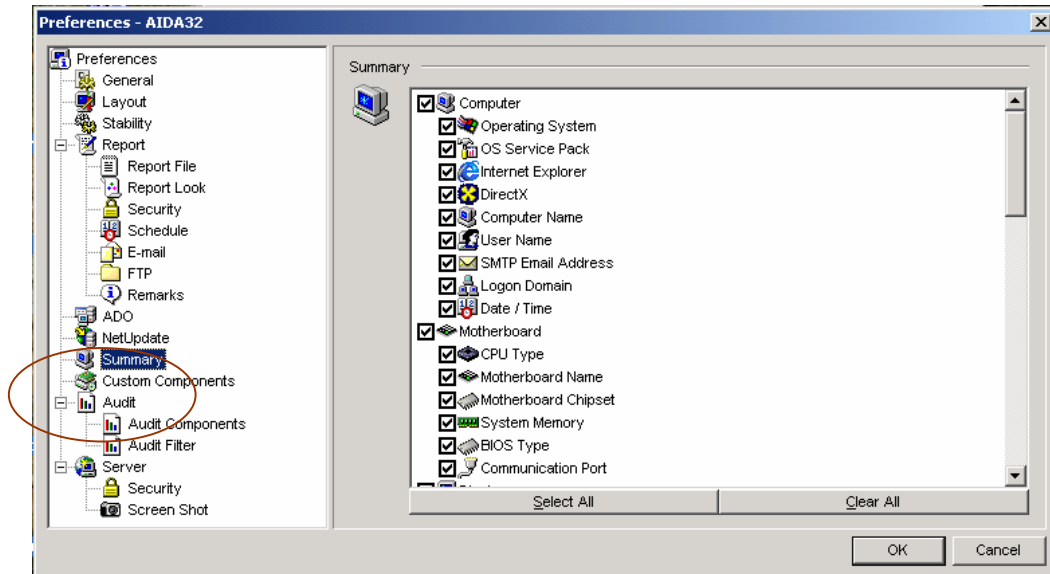 Preferences - AIDA32
Preferences
General
Layout
Stability
Report
Report File
Report Look
Security
Schedule
E-mail
FTP
Remarks
ADO
NetUpdate
Summary
Custom Components
Audit
Audit Components
Audit Filter
Server
Security
Screen Shot
Summary
Computer
Operating System
OS Service Pack
Internet Explorer
DirectX
Computer Name
User Name
SMTP Email Address
Logon Domain
Date / Time
Motherboard
CPU Type
Motherboard Name
Motherboard Chipset
System Memory
BIOS Type
Communication Port
Select All
Clear All
OK
Cancel